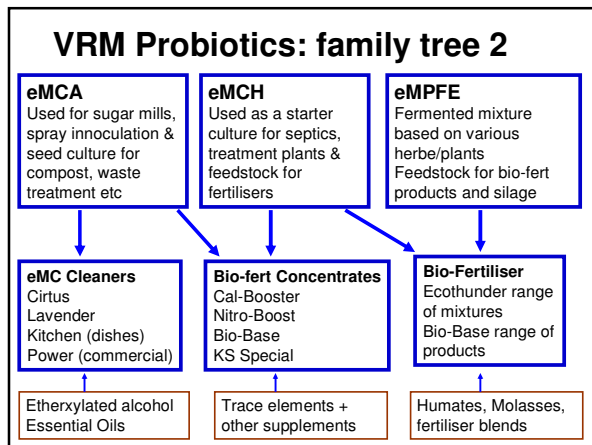 VRM Probiotics: family tree 2
eMCA
Used for sugar mills,
spray innoculation &
seed culture for
compost, waste
treatment etc
eMCH
Used as a starter
culture for septics,
treatment plants &
feedstock for
fertilisers
eMPFE
Fermented mixture
based on various
herbe/plants
Feedstock for bio-fert
products and silage
eMC Cleaners
Cirtus
Lavender
Kitchen (dishes)
Power (commercial)
Bio-fert Concentrates
Cal-Booster
Nitro-Boost
Bio-Base
KS Special
Bio-Fertiliser
Ecothunder range
of mixtures
Bio-Base range of
products
Etherxylated alcohol
Essential Oils
Trace elements +
other supplements
Humates, Molasses,
fertiliser blends